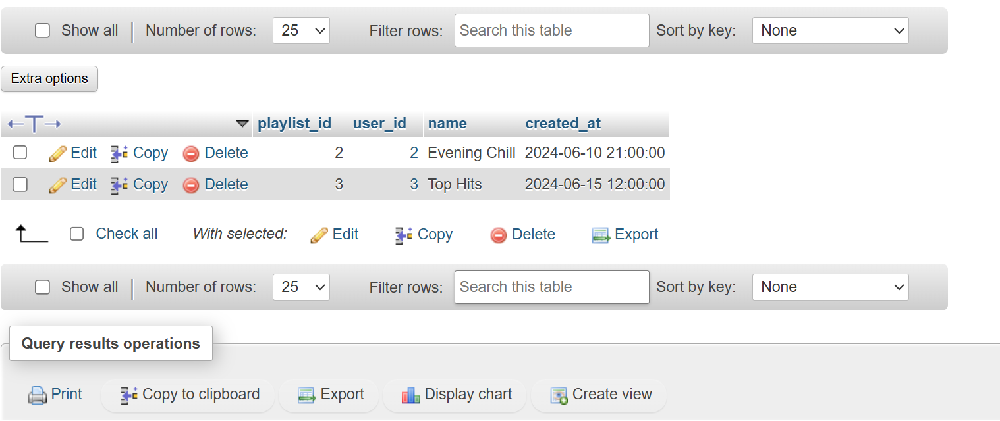 Show all Number of rows: 25 Filter rows: Search this table Sort by key: None
Extra options
playlist_id user_id name created_at
Edit Copy Delete 2 2 Evening Chill 2024-06-10 21:00:00
Edit Copy Delete 3 3 Top Hits 2024-06-15 12:00:00
Check all With selected: Edit Copy Delete Export
Show all Number of rows: 25 Filter rows: Search this table Sort by key: None
Query results operations
Print Copy to clipboard Export Display chart Create view